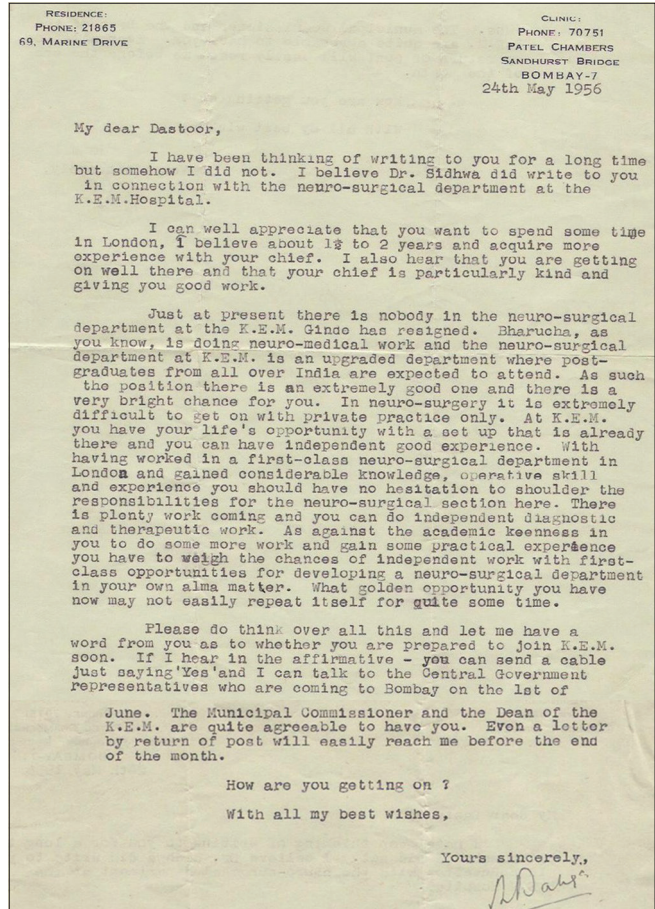 RESIDENCE:
PHONE: 21865
69, MARINE DRIVE
CLINIC:
PHONE: 70751
PATEL CHAMBERS
SANDHURST BRIDGE
BOMBAY-7
24th May 1956
My dear Dastoor,
I have been thinking of writing to you for a long time
but somehow I did not. I believe Dr. Sidhwa did write to you
in connection with the neuro-surgical department at the
K.E.M.Hospital.
I can well appreciate that you want to spend some time
in London, I believe about 1½ to 2 years and acquire more
experience with your chief. I also hear that you are getting
on well there and that your chief is particularly kind and
giving you good work.
Just at present there is nobody in the neuro-surgical
department at the K.E.M. Ginde has resigned. Bharucha, as
you know, is doing neuro-medical work and the neuro-surgical
department at K.E.M. is an upgraded department where post-
graduates from all over India are expected to attend. As such
the position there is an extremely good one and there is a
very bright chance for you. In neuro-surgery it is extremely
difficult to get on with private practice only. At K.E.M.
you have your life's opportunity with a set up that is already
there and you can have independent good experience. With
having worked in a first-class neuro-surgical department in
London and gained considerable knowledge, operative skill
and experience you should have no hesitation to shoulder the
responsibilities for the neuro-surgical section here. There
is plenty work coming and you can do independent diagnostic
and therapeutic work. As against the academic keenness in
you to do some more work and gain some practical experience
you have to weigh the chances of independent work with first-
class opportunities for developing a neuro-surgical department
in your own alma matter. What golden opportunity you have
now may not easily repeat itself for quite some time.
Please do think over all this and let me have a
word from you as to whether you are prepared to join K.E.M.
soon. If I hear in the affirmative - you can send a cable
just saying'Yes'and I can talk to the Central Government
representatives who are coming to Bombay on the 1st of
June. The Municipal Commissioner and the Dean of the
K.E.M. are quite agreeable to have you. Even a letter
by return of post will easily reach me before the end
of the month.
How are you getting on ?
With all my best wishes,
Yours sincerely,